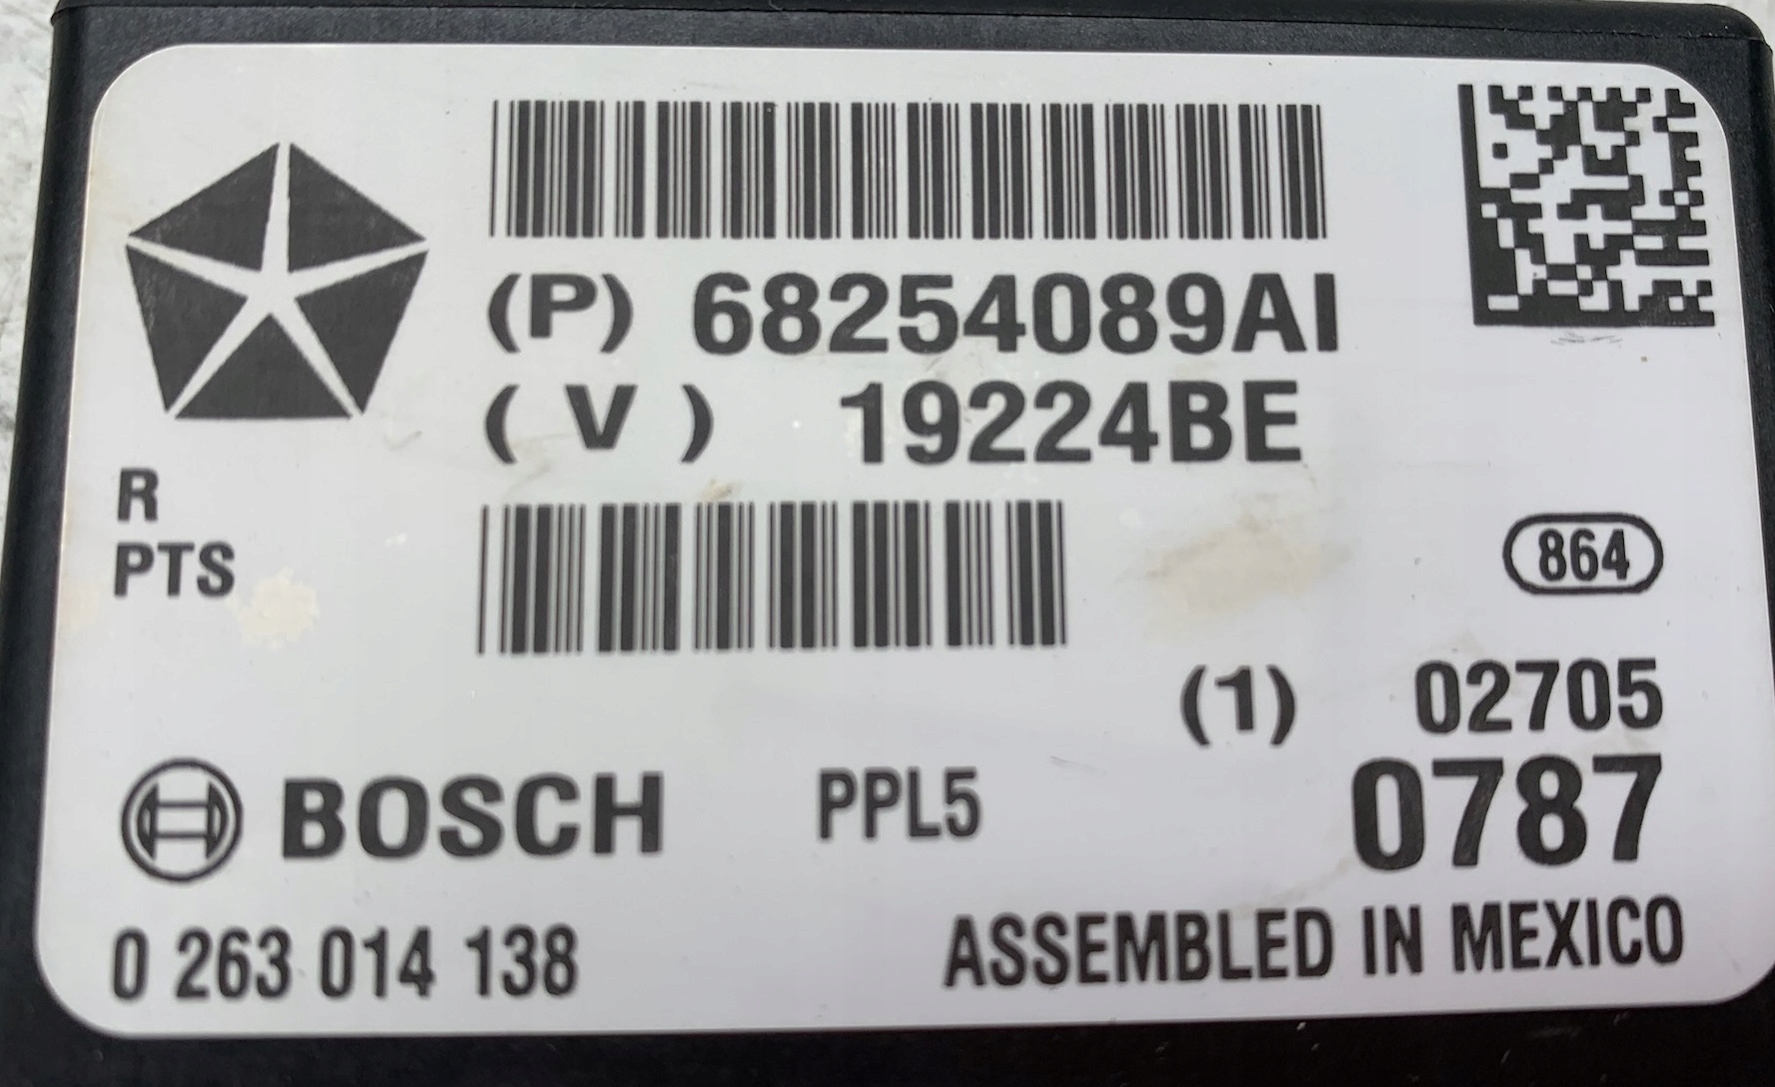 (P) 68254089AI
(V) 19224BE
R
PTS
864
(1) 02705
BOSCH PPL5 0787
0 263 014 138 ASSEMBLED IN MEXICO